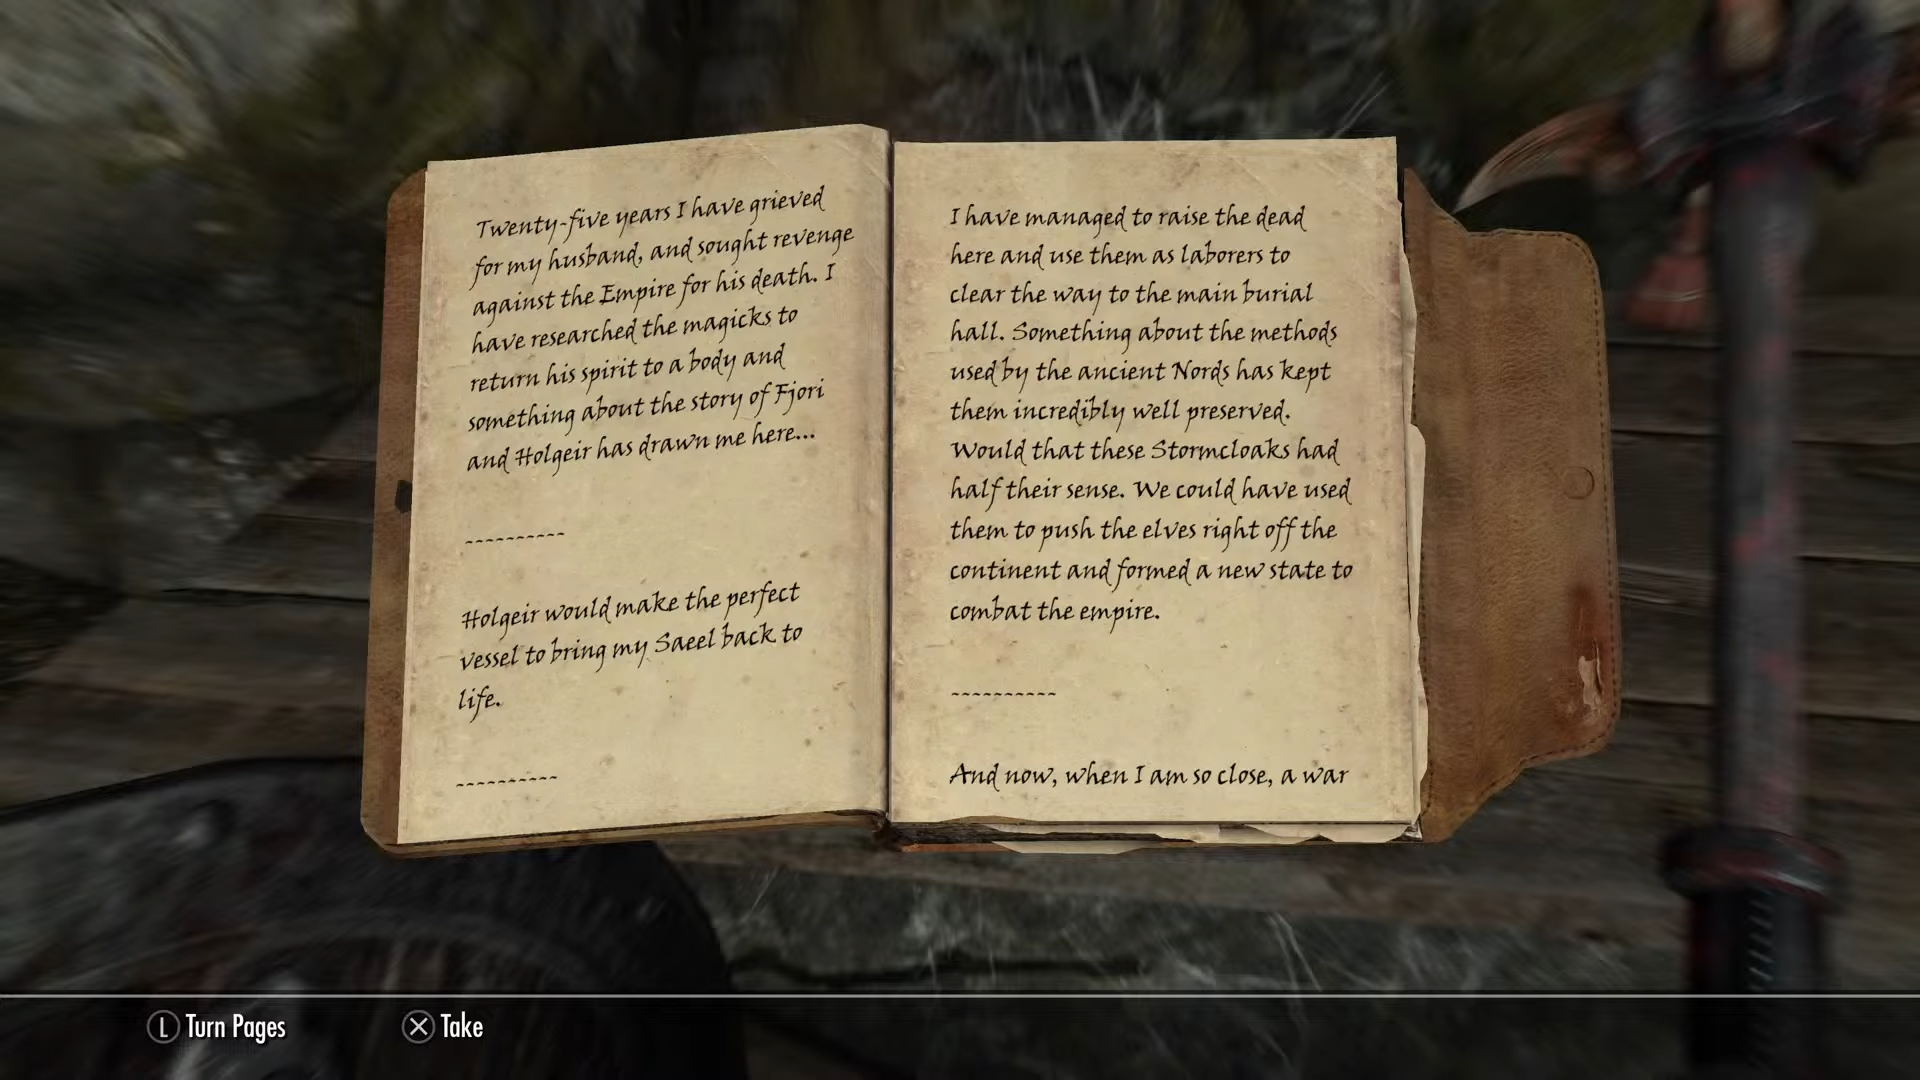 Twenty-five years I have grieved
for my husband, and sought revenge
against the Empire for his death. I
have researched the magicks to
return his spirit to a body and
something about the story of Fjori
and Holgeir has drawn me here...
~~~~~~~~~~
Holgeir would make the perfect
vessel to bring my Saeel back to
life.
~~~~~~~~~~
I have managed to raise the dead
here and use them as laborers to
clear the way to the main burial
hall. Something about the methods
used by the ancient Nords has kept
them incredibly well preserved.
Would that these Stormcloaks had
half their sense. We could have used
them to push the elves right off the
continent and formed a new state to
combat the empire.
~~~~~~~~~~
And now, when I am so close, a war
L Turn Pages
X Take